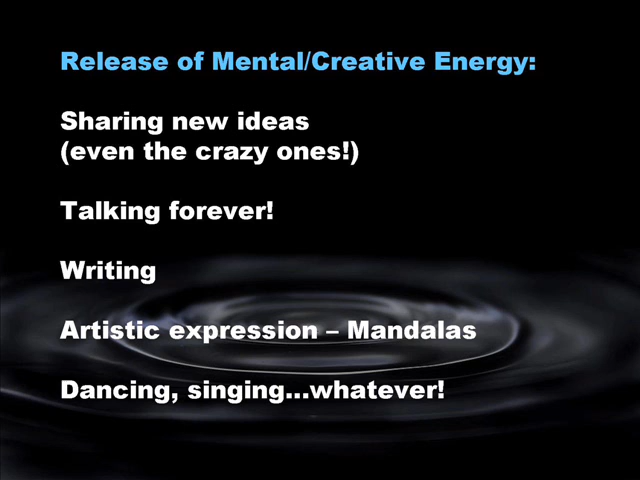 Release of Mental/Creative Energy:
Sharing new ideas
(even the crazy ones!)
Talking forever!
Writing
Artistic expression – Mandalas
Dancing, singing…whatever!